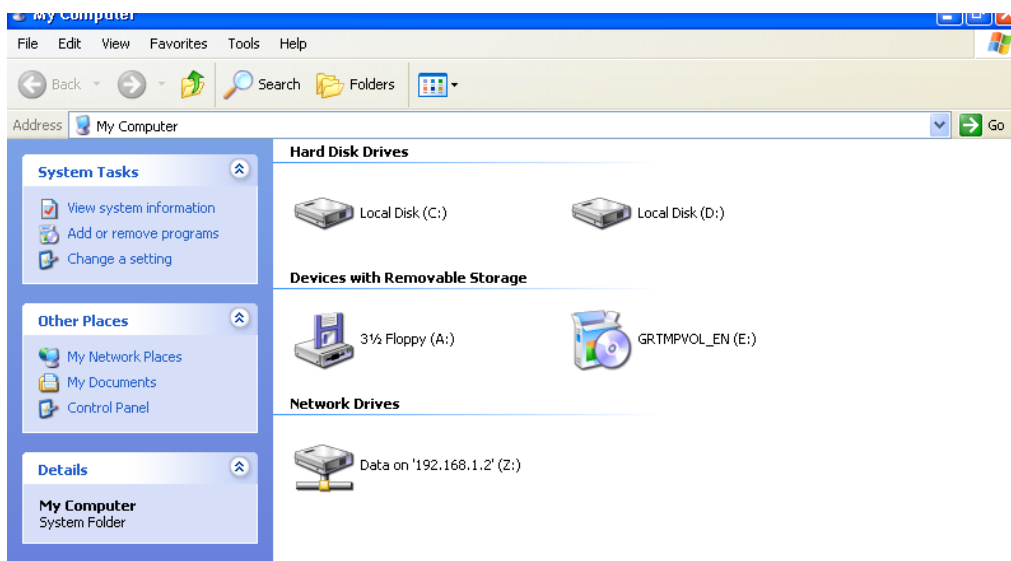 My Computer
File Edit View Favorites Tools Help
Back Search Folders
Address My Computer Go
System Tasks
View system information
Add or remove programs
Change a setting
Other Places
My Network Places
My Documents
Control Panel
Details
My Computer
System Folder
Hard Disk Drives
Local Disk (C:) Local Disk (D:)
Devices with Removable Storage
3½ Floppy (A:) GRTMPVOL_EN (E:)
Network Drives
Data on '192.168.1.2' (Z:)